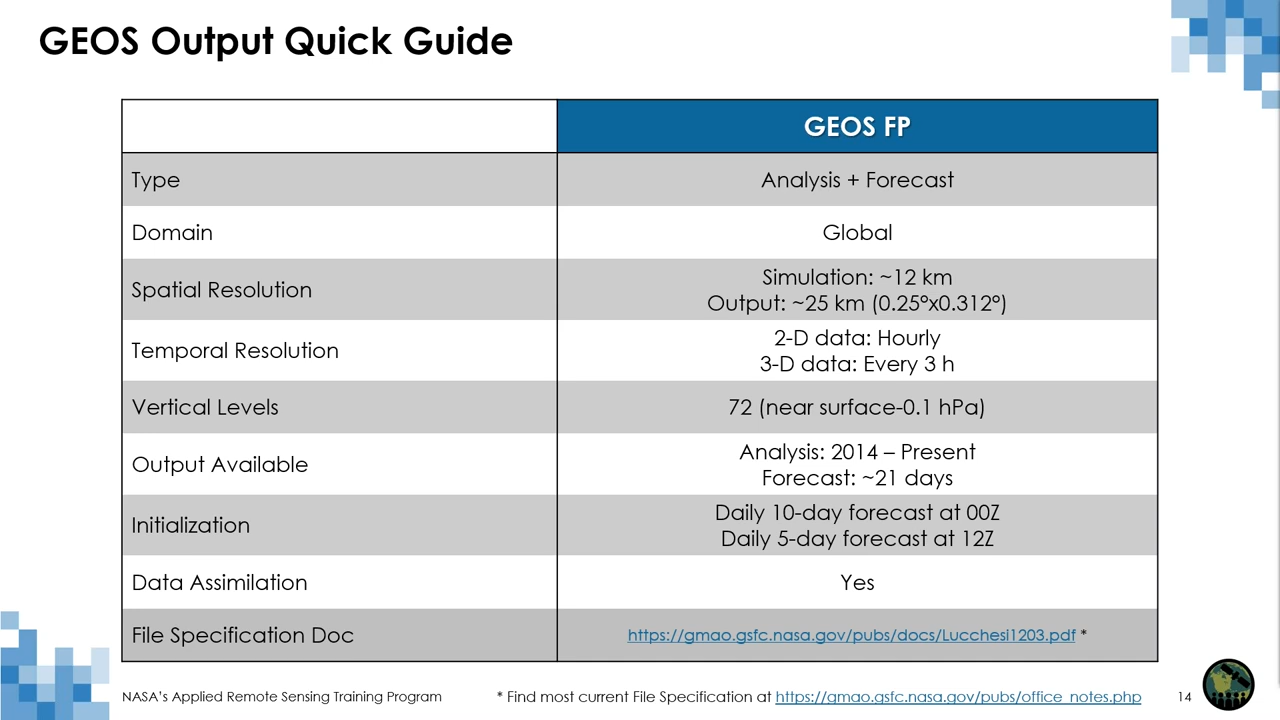 GEOS Output Quick Guide
GEOS FP
Type
Analysis + Forecast
Domain
Global
Spatial Resolution
Simulation: ~12 km
Output: ~25 km (0.25°x0.312°)
Temporal Resolution
2-D data: Hourly
3-D data: Every 3 h
Vertical Levels
72 (near surface-0.1 hPa)
Output Available
Analysis: 2014 – Present
Forecast: ~21 days
Initialization
Daily 10-day forecast at 00Z
Daily 5-day forecast at 12Z
Data Assimilation
Yes
File Specification Doc
https://gmao.gsfc.nasa.gov/pubs/docs/Lucchesi1203.pdf *
NASA's Applied Remote Sensing Training Program
* Find most current File Specification at https://gmao.gsfc.nasa.gov/pubs/office_notes.php
14